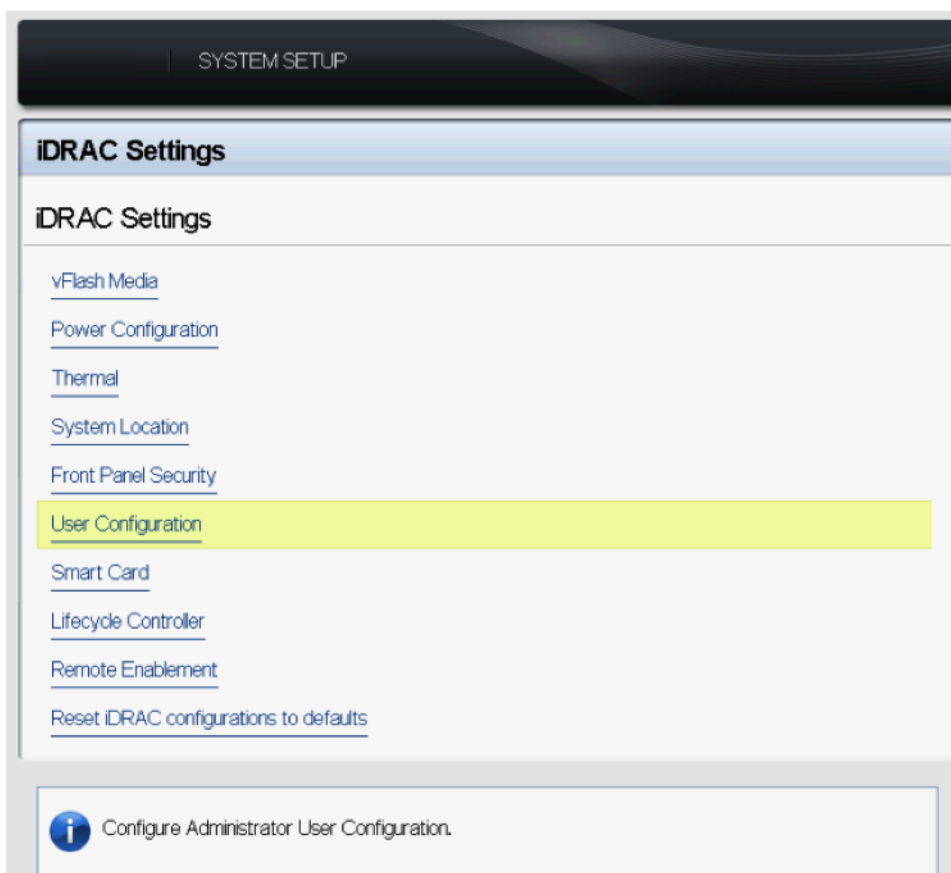 SYSTEM SETUP
iDRAC Settings
iDRAC Settings
vFlash Media
Power Configuration
Thermal
System Location
Front Panel Security
User Configuration
Smart Card
Lifecycle Controller
Remote Enablement
Reset iDRAC configurations to defaults
Configure Administrator User Configuration.